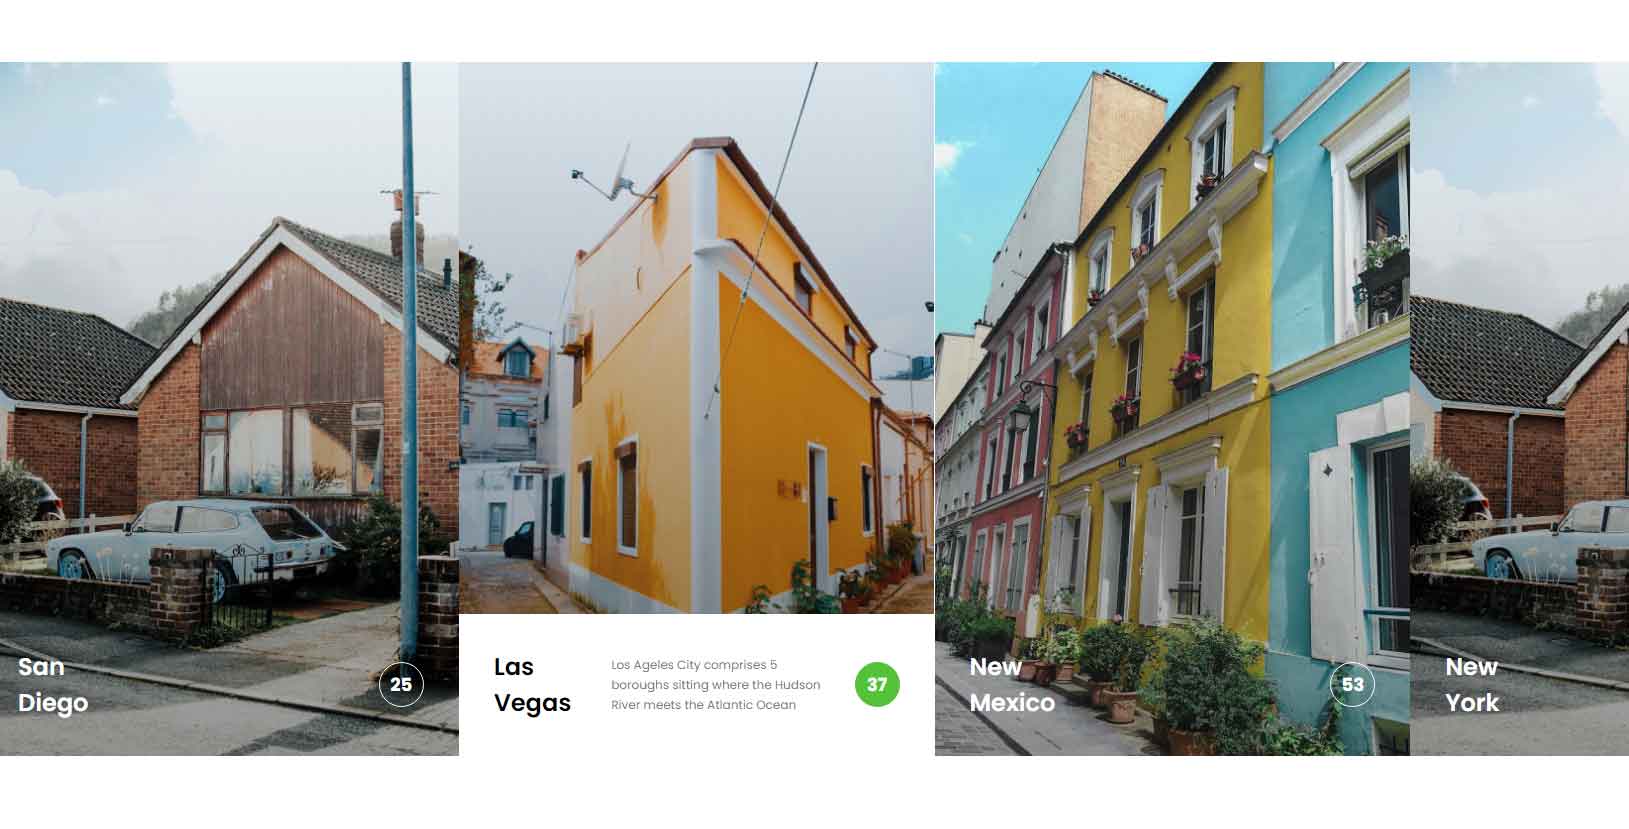 San
Diego
25
Las
Vegas
Los Ageles City comprises 5
boroughs sitting where the Hudson
River meets the Atlantic Ocean
37
New
Mexico
53
New
York